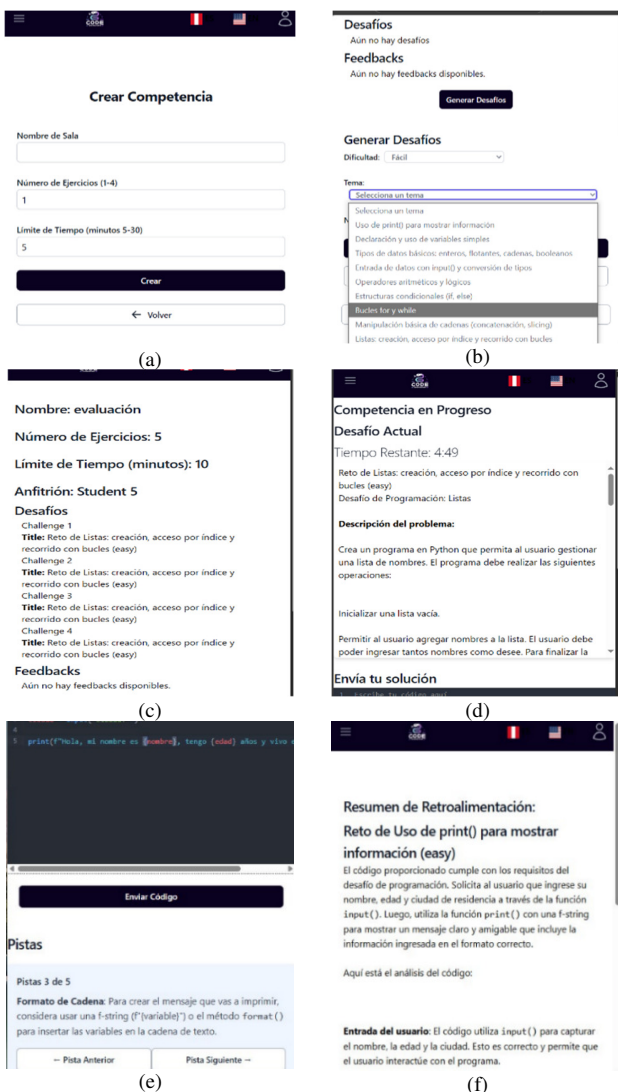 CODE
Crear Competencia
Nombre de Sala
Número de Ejercicios (1-4)
1
Límite de Tiempo (minutos 5-30)
5
Crear
← Volver
(a)
Desafíos
Aún no hay desafíos
Feedbacks
Aún no hay feedbacks disponibles.
Generar Desafíos
Generar Desafíos
Dificultad: Fácil
Tema:
Selecciona un tema
Selecciona un tema
Uso de print() para mostrar información
Declaración y uso de variables simples
Tipos de datos básicos: enteros, flotantes, cadenas, booleanos
Entrada de datos con input() y conversión de tipos
Operadores aritméticos y lógicos
Estructuras condicionales (if, else)
Bucles for y while
Manipulación básica de cadenas (concatenación, slicing)
Listas: creación, acceso por índice y recorrido con bucles
(b)
Nombre: evaluación
Número de Ejercicios: 5
Límite de Tiempo (minutos): 10
Anfitrión: Student 5
Desafíos
Challenge 1
Title: Reto de Listas: creación, acceso por índice y
recorrido con bucles (easy)
Challenge 2
Title: Reto de Listas: creación, acceso por índice y
recorrido con bucles (easy)
Challenge 3
Title: Reto de Listas: creación, acceso por índice y
recorrido con bucles (easy)
Challenge 4
Title: Reto de Listas: creación, acceso por índice y
recorrido con bucles (easy)
Feedbacks
Aún no hay feedbacks disponibles.
(c)
CODE
Competencia en Progreso
Desafío Actual
Tiempo Restante: 4:49
Reto de Listas: creación, acceso por índice y recorrido con
bucles (easy)
Desafío de Programación: Listas
Descripción del problema:
Crea un programa en Python que permita al usuario gestionar
una lista de nombres. El programa debe realizar las siguientes
operaciones:
Inicializar una lista vacía.
Permitir al usuario agregar nombres a la lista. El usuario debe
poder ingresar tantos nombres como desee. Para finalizar la
Envía tu solución
1 Escribe tu código aquí
(d)
4
5 print(f"Hola, mi nombre es {nombre}, tengo {edad} años y vivo
Enviar Código
Pistas
Pistas 3 de 5
Formato de Cadena: Para crear el mensaje que vas a imprimir,
considera usar una f-string (f"{variable}") o el método format()
para insertar las variables en la cadena de texto.
← Pista Anterior
Pista Siguiente →
(e)
CODE
Resumen de Retroalimentación:
Reto de Uso de print() para mostrar
información (easy)
El código proporcionado cumple con los requisitos del
desafío de programación. Solicita al usuario que ingrese su
nombre, edad y ciudad de residencia a través de la función
input(). Luego, utiliza la función print() con una f-string
para mostrar un mensaje claro y amigable que incluye la
información ingresada en el formato correcto.
Aquí está el análisis del código:
Entrada del usuario: El código utiliza input() para capturar
el nombre, la edad y la ciudad. Esto es correcto y permite que
el usuario interactúe con el programa.
(f)